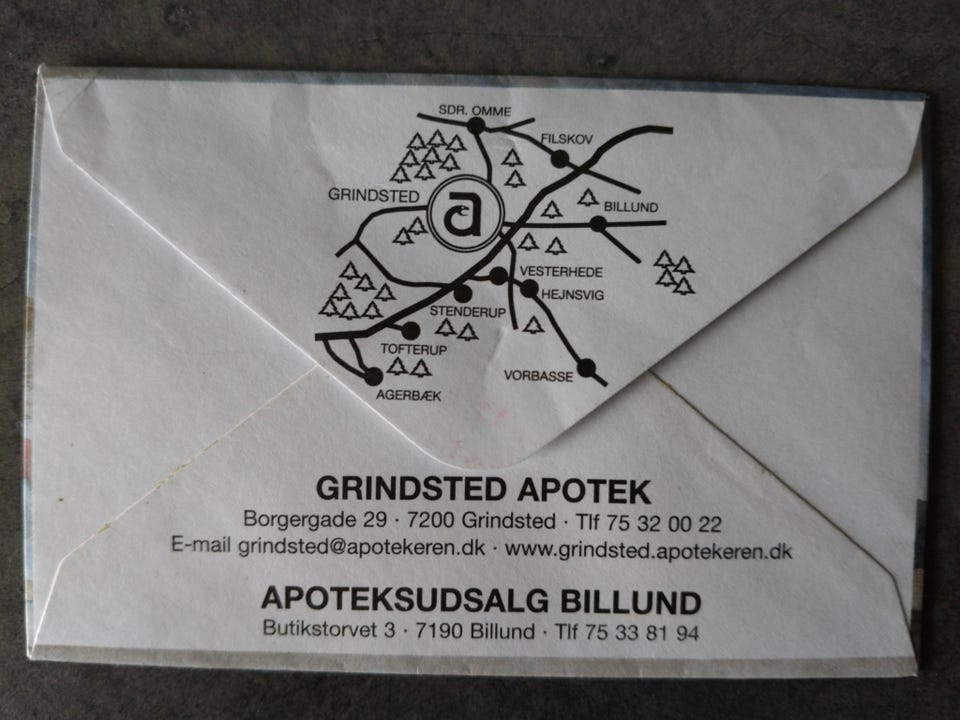 SDR. OMME
FILSKOV
GRINDSTED
a
BILLUND
VESTERHEDE
HEJNSVIG
STENDERUP
TOFTERUP
VORBASSE
AGERBÆK
GRINDSTED APOTEK
Borgergade 29 · 7200 Grindsted · Tlf 75 32 00 22
E-mail grindsted@apotekeren.dk · www.grindsted.apotekeren.dk
APOTEKSUDSALG BILLUND
Butikstorvet 3 · 7190 Billund · Tlf 75 33 81 94